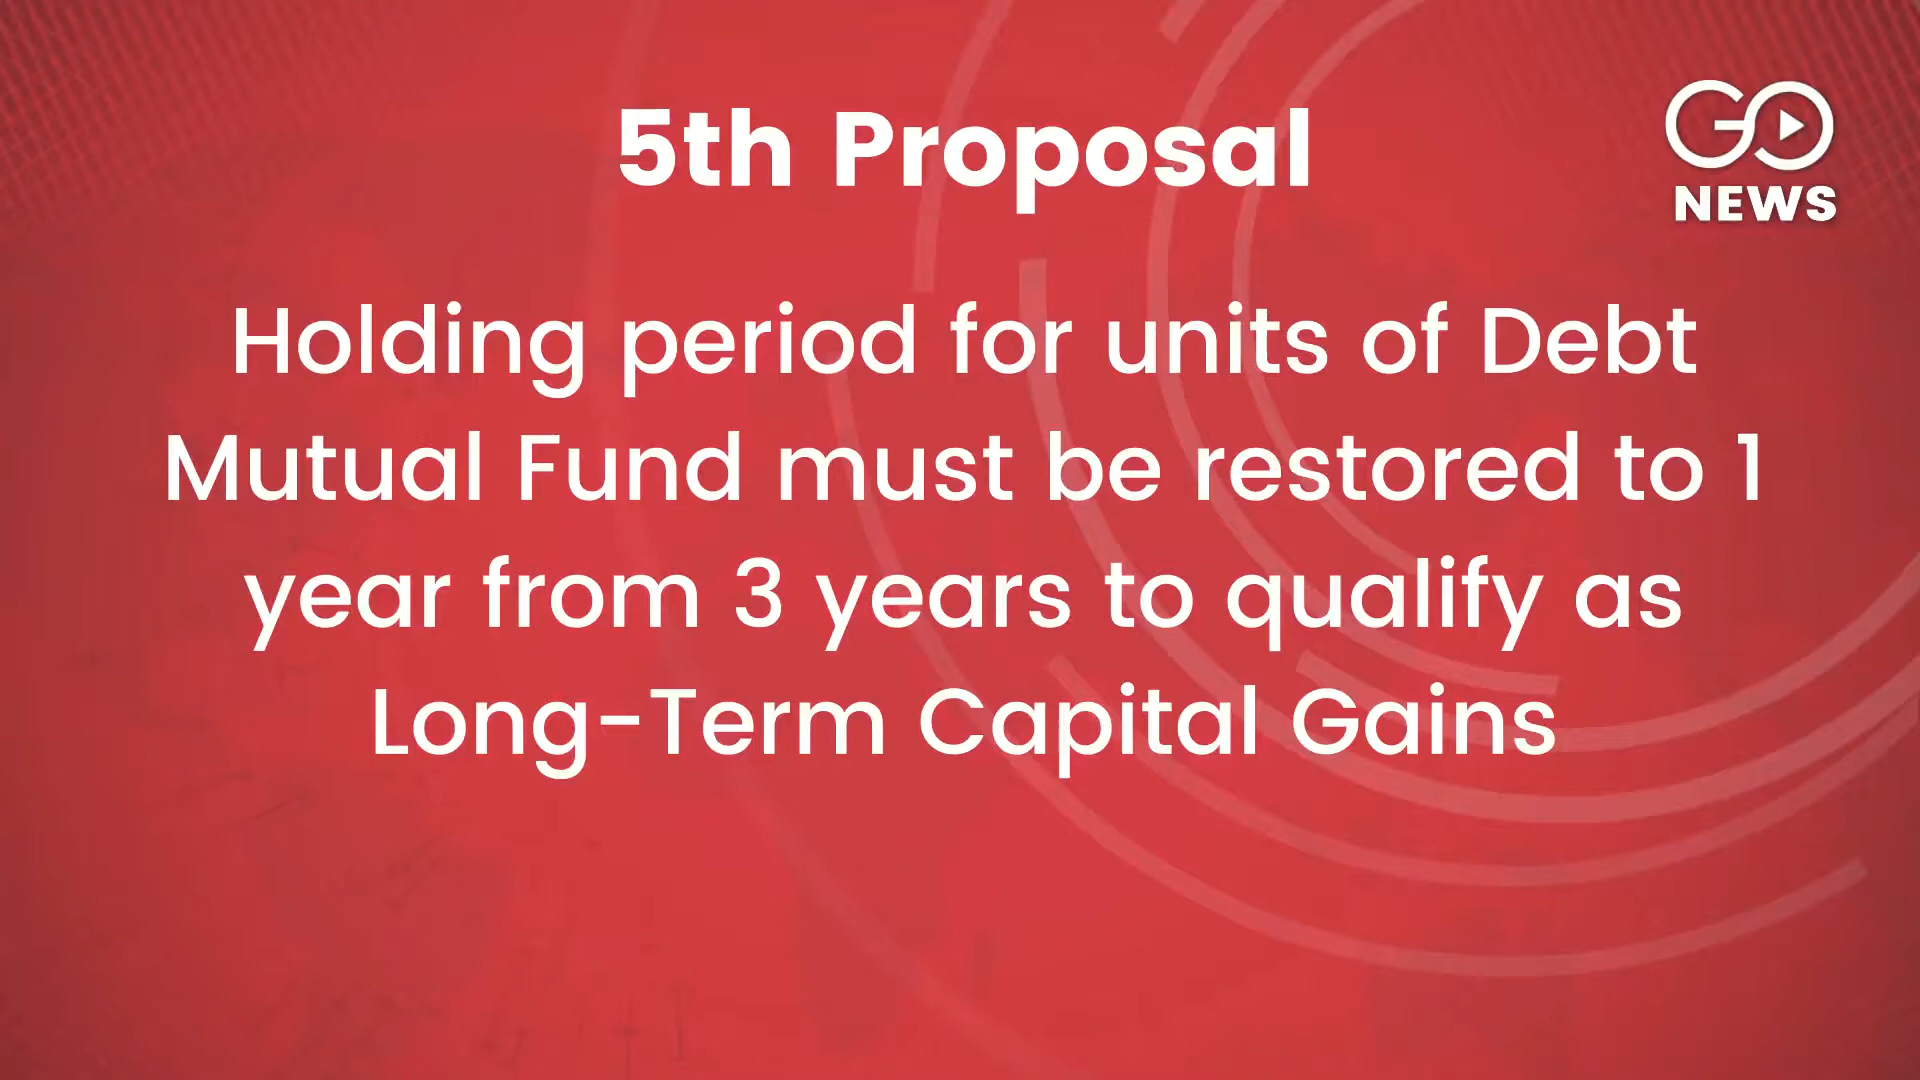 5th Proposal
GO
NEWS
Holding period for units of Debt
Mutual Fund must be restored to 1
year from 3 years to qualify as
Long-Term Capital Gains